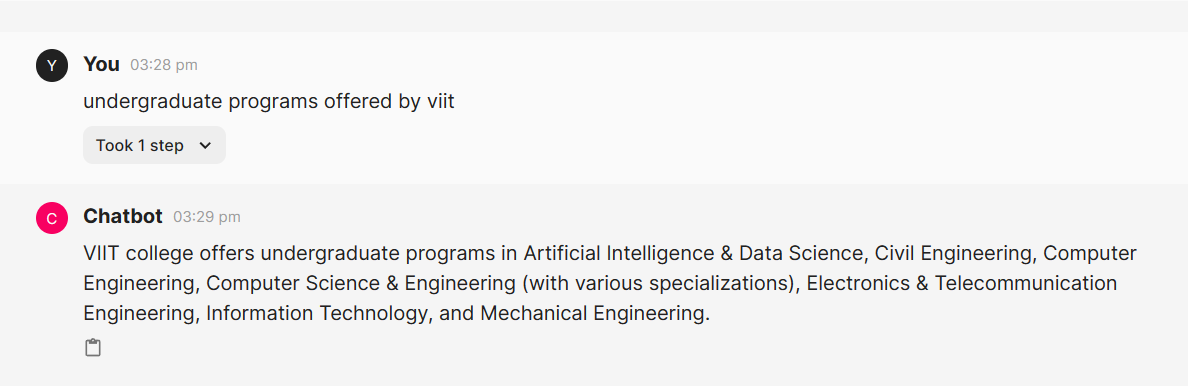 Y You 03:28 pm
undergraduate programs offered by viit
Took 1 step
C Chatbot 03:29 pm
VIIT college offers undergraduate programs in Artificial Intelligence & Data Science, Civil Engineering, Computer
Engineering, Computer Science & Engineering (with various specializations), Electronics & Telecommunication
Engineering, Information Technology, and Mechanical Engineering.